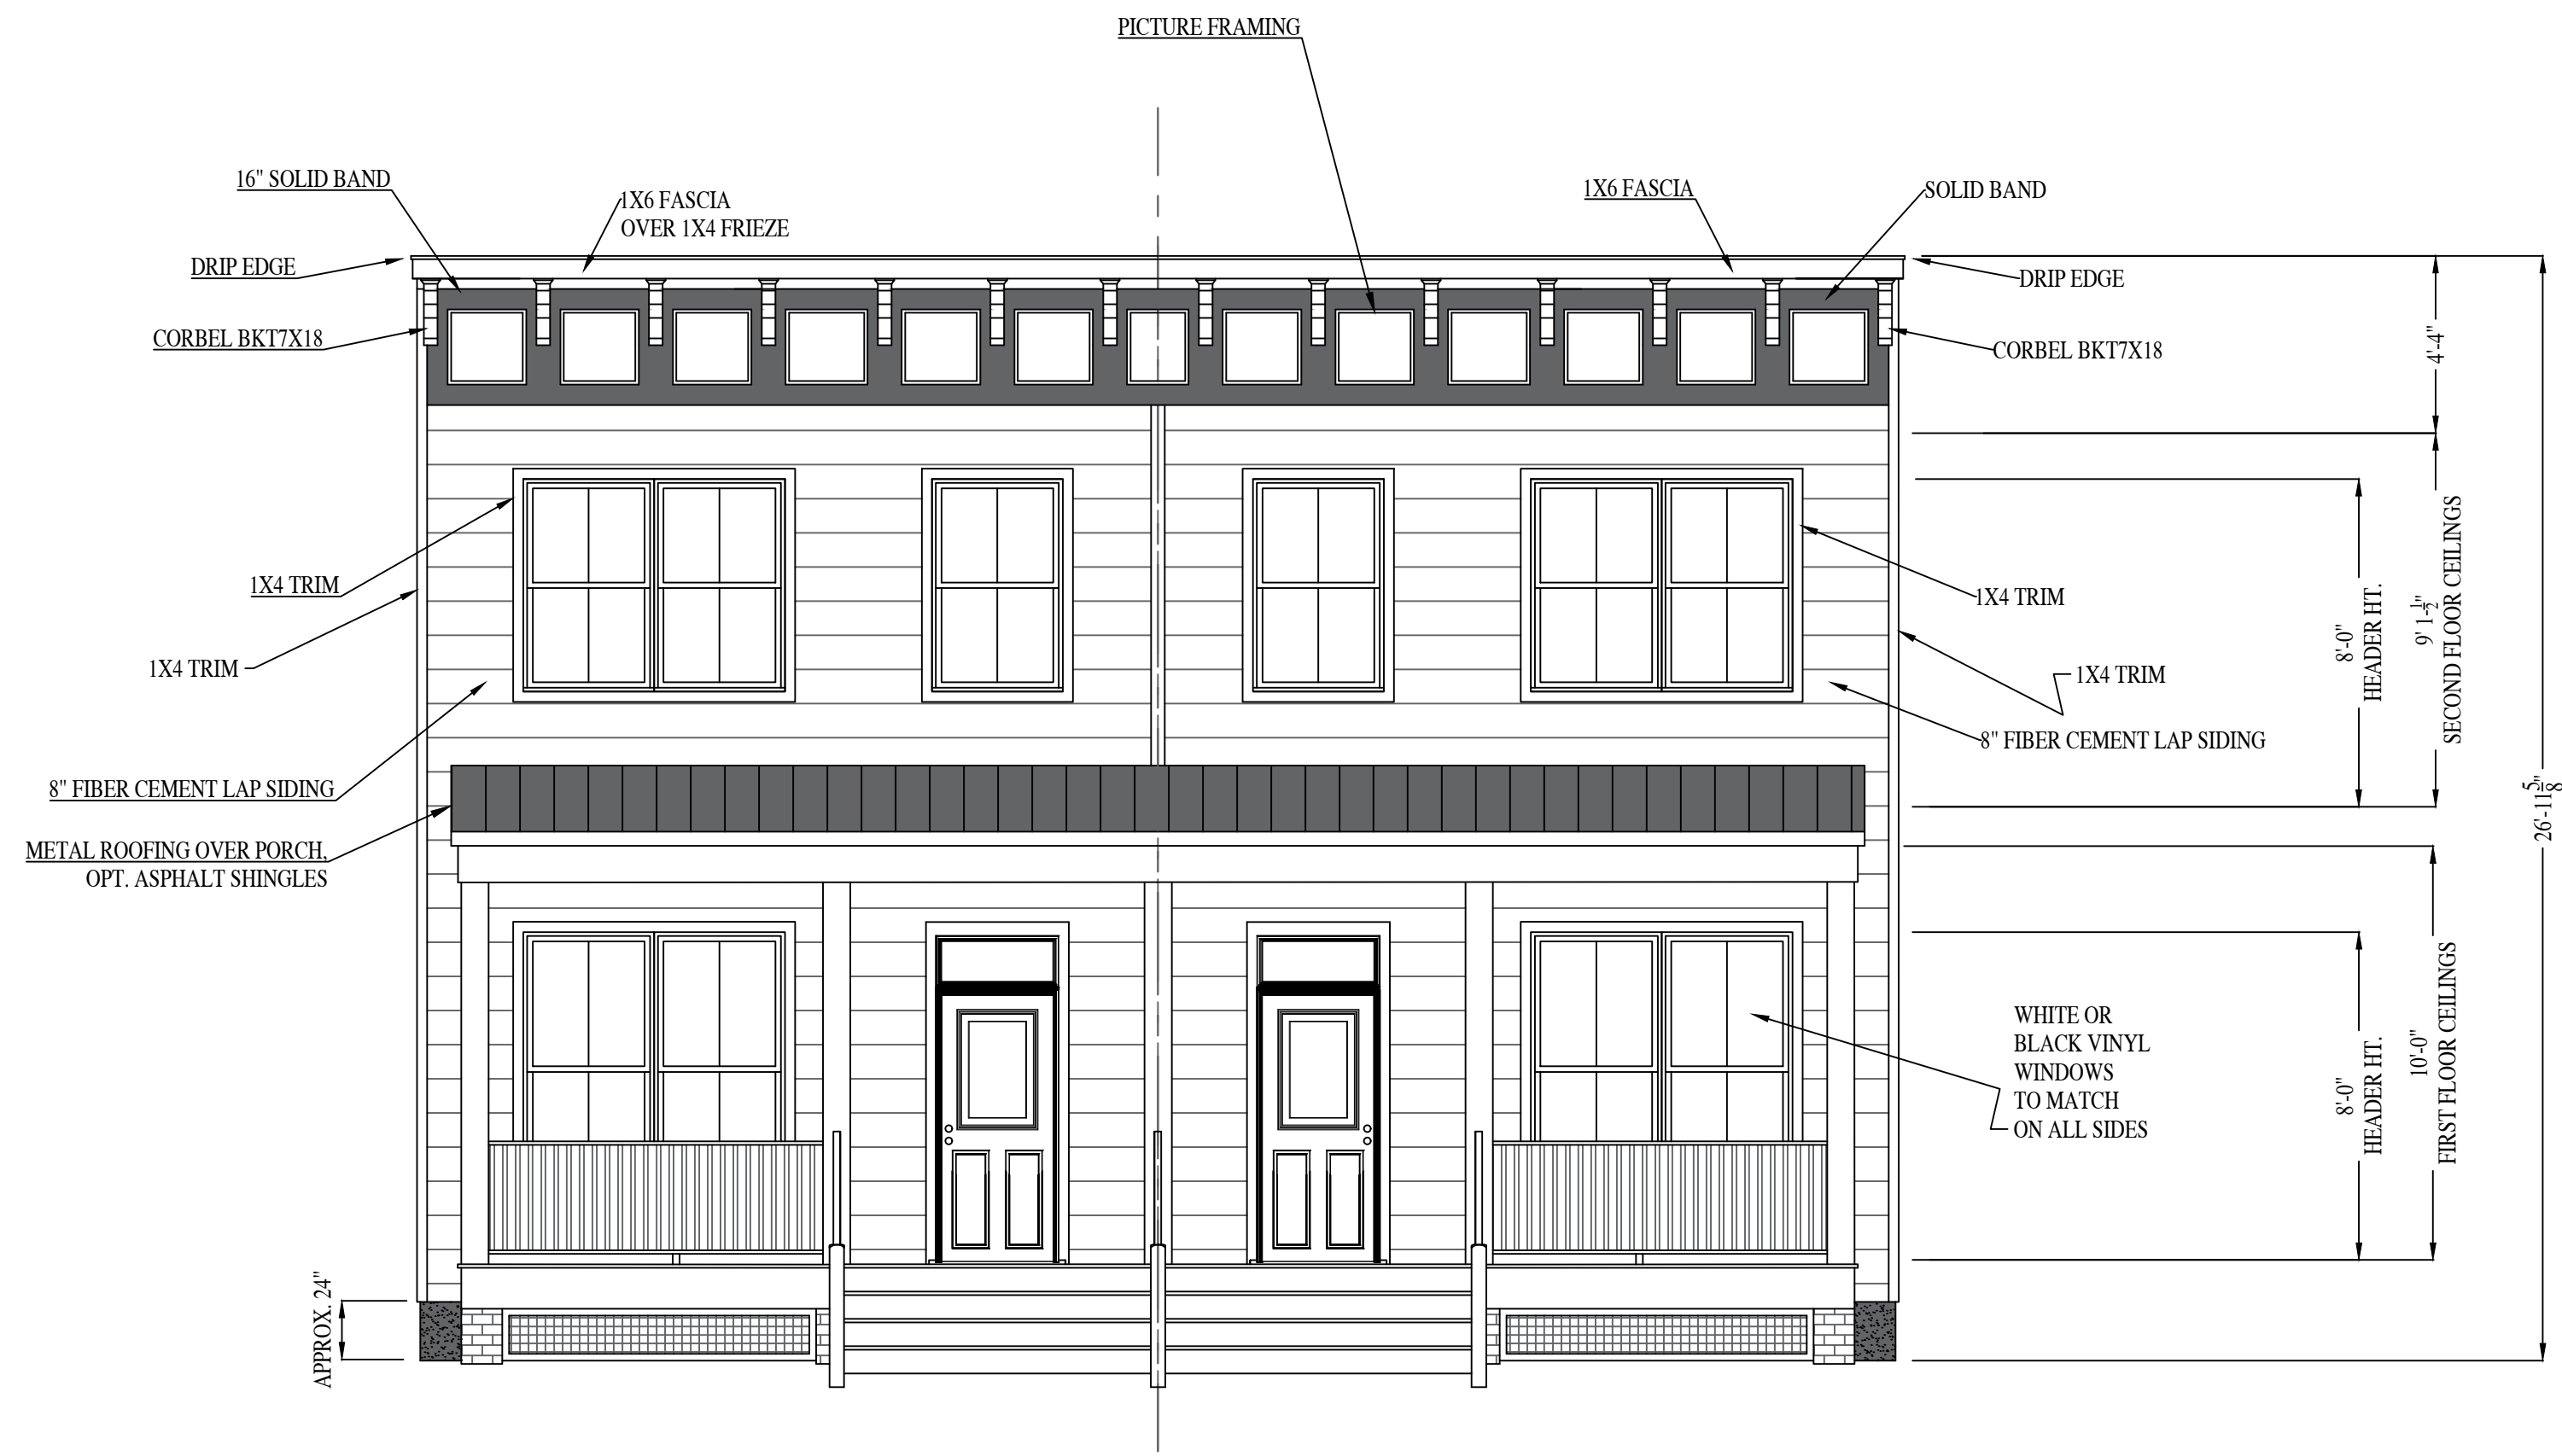 PICTURE FRAMING
16" SOLID BAND
1X6 FASCIA
OVER 1X4 FRIEZE
1X6 FASCIA
SOLID BAND
DRIP EDGE
DRIP EDGE
CORBEL BKT7X18
CORBEL BKT7X18
4'-4"
1X4 TRIM
1X4 TRIM
1X4 TRIM
1X4 TRIM
8'-0"
HEADER HT.
9' 1-1/2"
SECOND FLOOR CEILINGS
8" FIBER CEMENT LAP SIDING
8" FIBER CEMENT LAP SIDING
26'-11 5/8"
METAL ROOFING OVER PORCH,
OPT. ASPHALT SHINGLES
WHITE OR
BLACK VINYL
WINDOWS
TO MATCH
ON ALL SIDES
8'-0"
HEADER HT.
10'-0"
FIRST FLOOR CEILINGS
APPROX. 24"